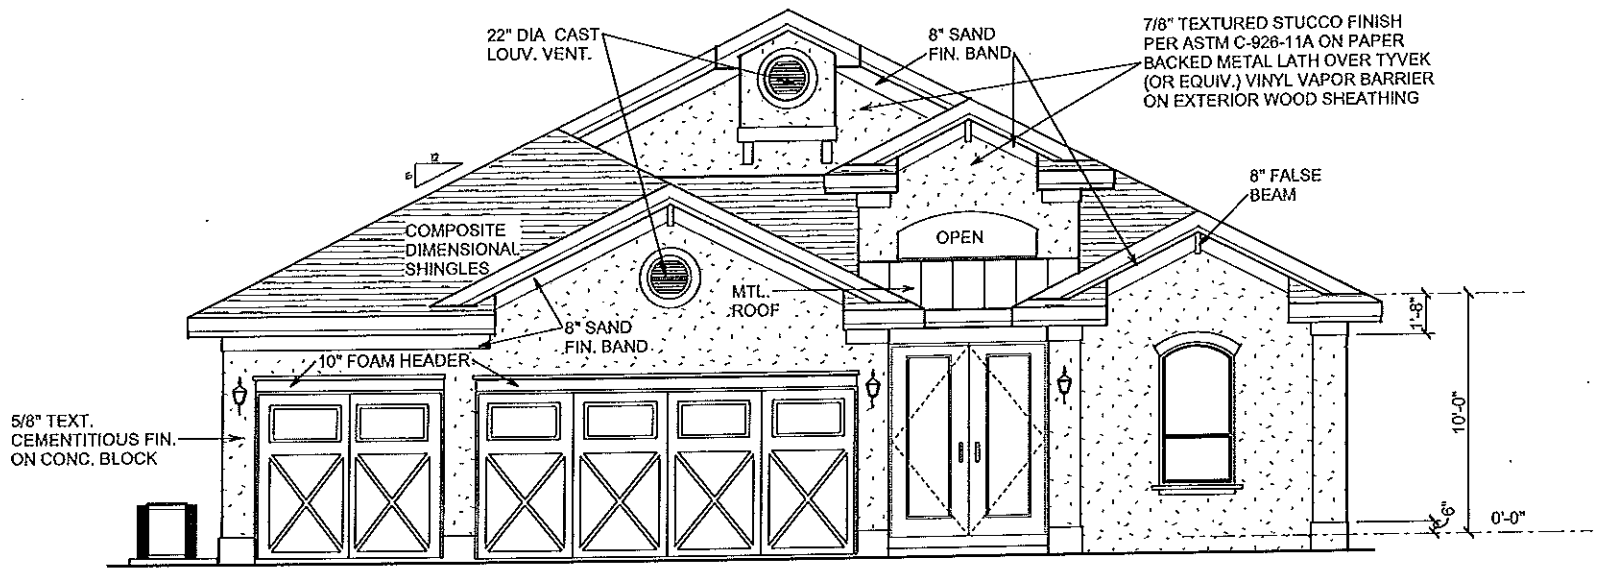 22" DIA CAST
LOUV. VENT.
8" SAND
FIN. BAND
7/8" TEXTURED STUCCO FINISH
PER ASTM C-926-11A ON PAPER
BACKED METAL LATH OVER TYVEK
(OR EQUIV.) VINYL VAPOR BARRIER
ON EXTERIOR WOOD SHEATHING
12
6
8" FALSE
BEAM
COMPOSITE
DIMENSIONAL
SHINGLES
OPEN
MTL.
ROOF
8" SAND
FIN. BAND
10" FOAM HEADER
1'-8"
10'-0"
5/8" TEXT.
CEMENTITIOUS FIN.
ON CONC. BLOCK
6"
0'-0"